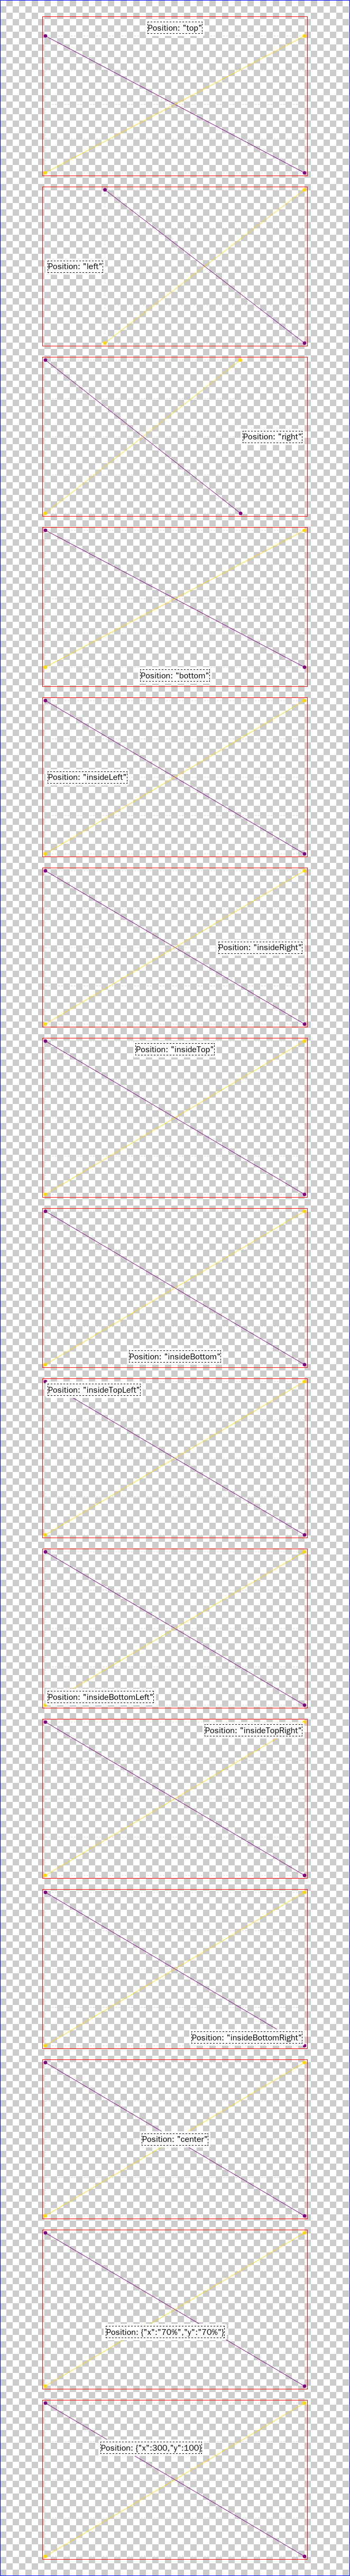 Position: "top"
Position: "left"
Position: "right"
Position: "bottom"
Position: "insideLeft"
Position: "insideRight"
Position: "insideTop"
Position: "insideBottom"
Position: "insideTopLeft"
Position: "insideBottomLeft"
Position: "insideTopRight"
Position: "insideBottomRight"
Position: "center"
Position: {"x":"70%","y":"70%"}
Position: {"x":300,"y":100}